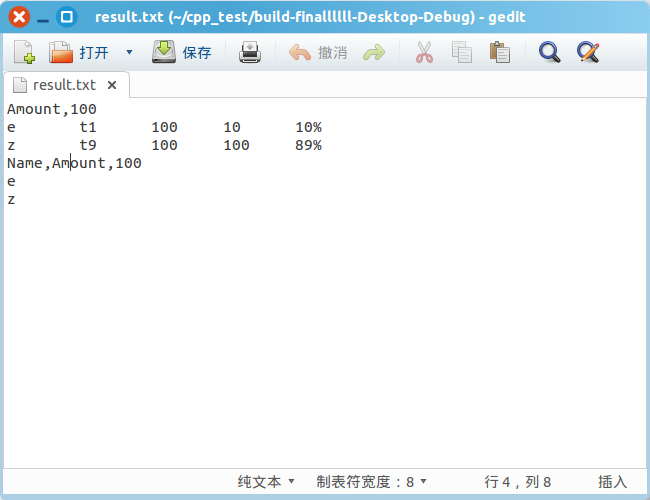 result.txt (~/cpp_test/build-finallllll-Desktop-Debug) - gedit
打开 保存 撤消
result.txt
Amount,100
e	t1	100	10	10%
z	t9	100	100	89%
Name,Amount,100
e
z
纯文本 制表符宽度：8 行 4，列 8 插入